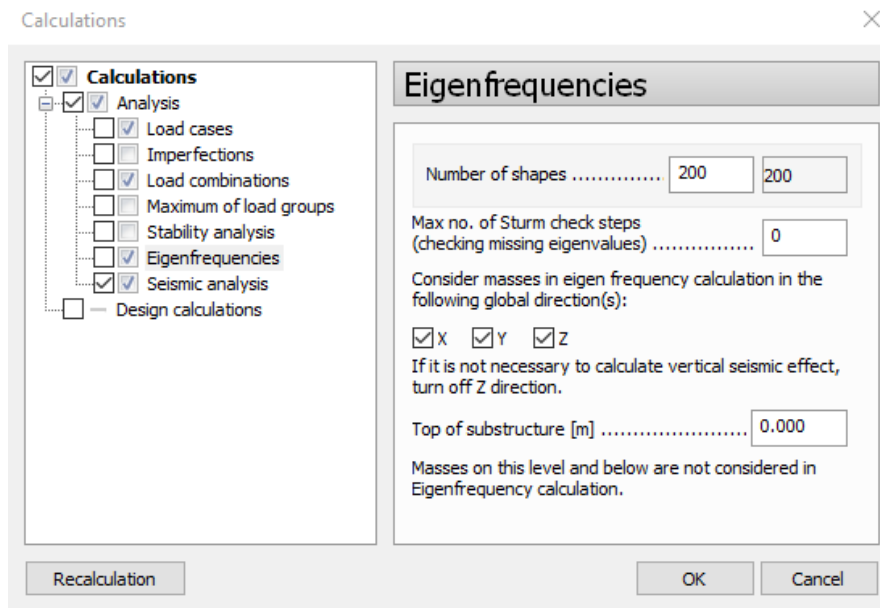 Calculations
Calculations
Analysis
Load cases
Imperfections
Load combinations
Maximum of load groups
Stability analysis
Eigenfrequencies
Seismic analysis
Design calculations
Eigenfrequencies
Number of shapes .............. 200 200
Max no. of Sturm check steps
(checking missing eigenvalues) ................ 0
Consider masses in eigen frequency calculation in the
following global direction(s):
X Y Z
If it is not necessary to calculate vertical seismic effect,
turn off Z direction.
Top of substructure [m] ....................... 0.000
Masses on this level and below are not considered in
Eigenfrequency calculation.
Recalculation
OK
Cancel